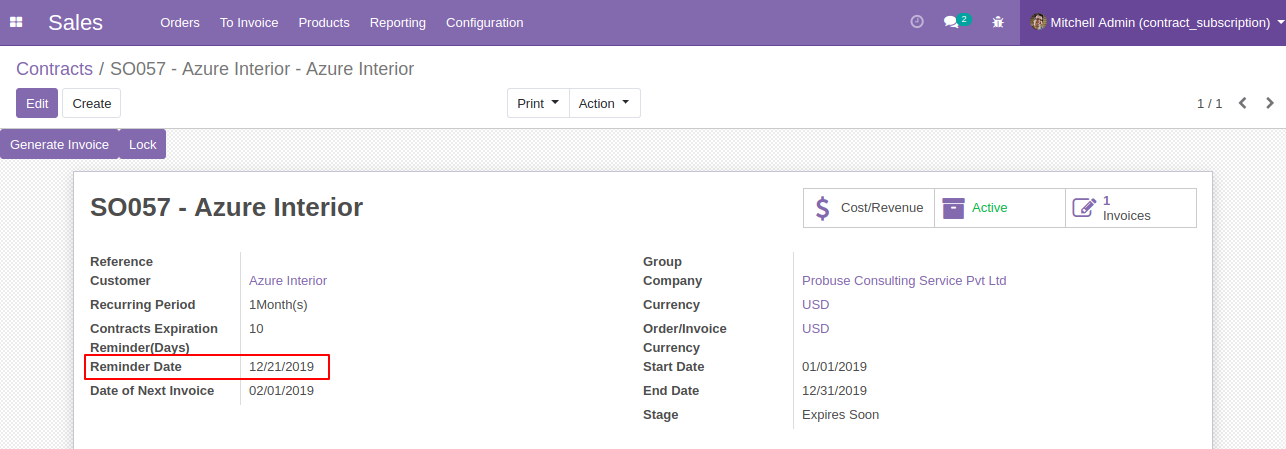 Sales Orders To Invoice Products Reporting Configuration 2 Mitchell Admin (contract_subscription)
Contracts / SO057 - Azure Interior - Azure Interior
Edit Create Print Action 1 / 1
Generate Invoice Lock
SO057 - Azure Interior
Cost/Revenue
Active
1
Invoices
Reference
Customer Azure Interior
Recurring Period 1Month(s)
Contracts Expiration 10
Reminder(Days)
Reminder Date 12/21/2019
Date of Next Invoice 02/01/2019
Group
Company Probuse Consulting Service Pvt Ltd
Currency USD
Order/Invoice USD
Currency
Start Date 01/01/2019
End Date 12/31/2019
Stage Expires Soon